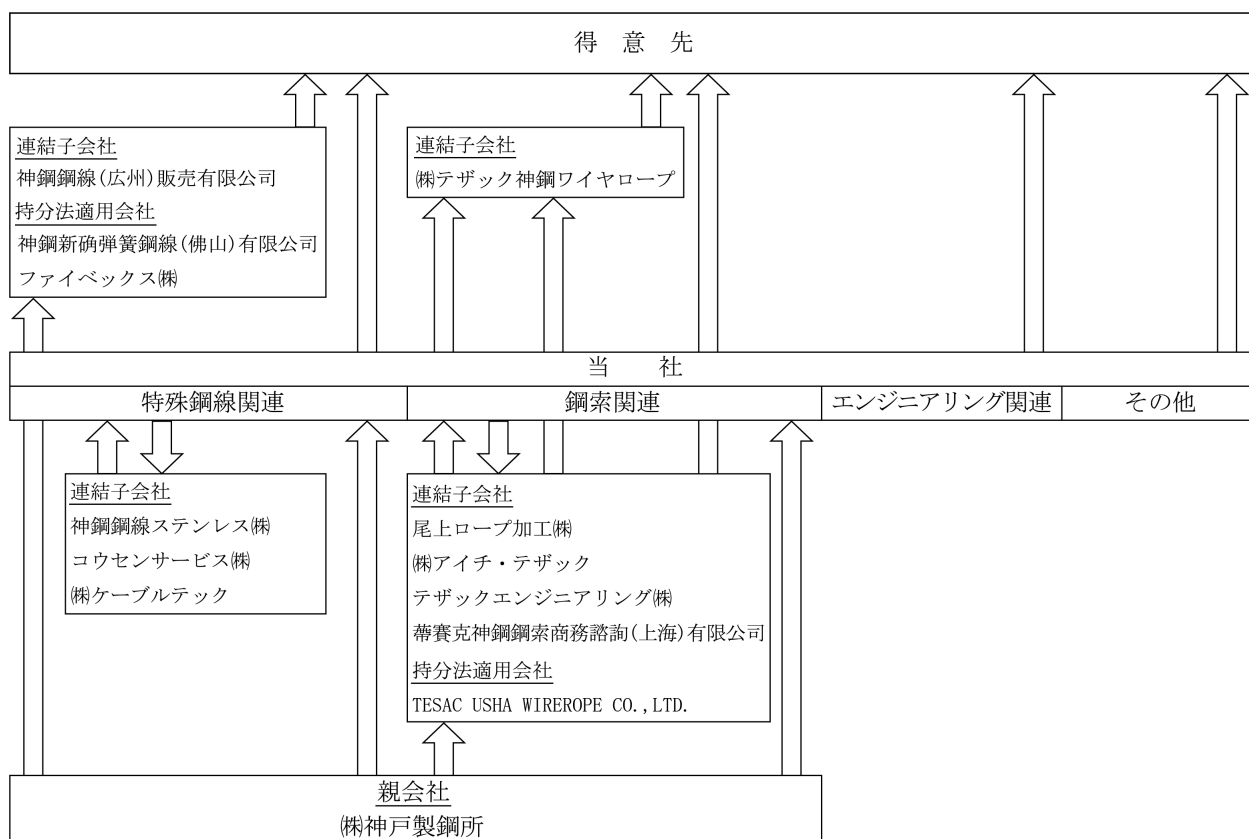 得 意 先
連結子会社
神鋼鋼線(広州)販売有限公司
持分法適用会社
神鋼新确弾簧鋼線(佛山)有限公司
ファイベックス㈱
連結子会社
㈱テザック神鋼ワイヤロープ
当 社
特殊鋼線関連
鋼索関連
エンジニアリング関連
その他
連結子会社
神鋼鋼線ステンレス㈱
コウセンサービス㈱
㈱ケーブルテック
連結子会社
尾上ロープ加工㈱
㈱アイチ・テザック
テザックエンジニアリング㈱
蒂賽克神鋼鋼索商務諮詢(上海)有限公司
持分法適用会社
TESAC USHA WIREROPE CO.,LTD.
親会社
㈱神戸製鋼所